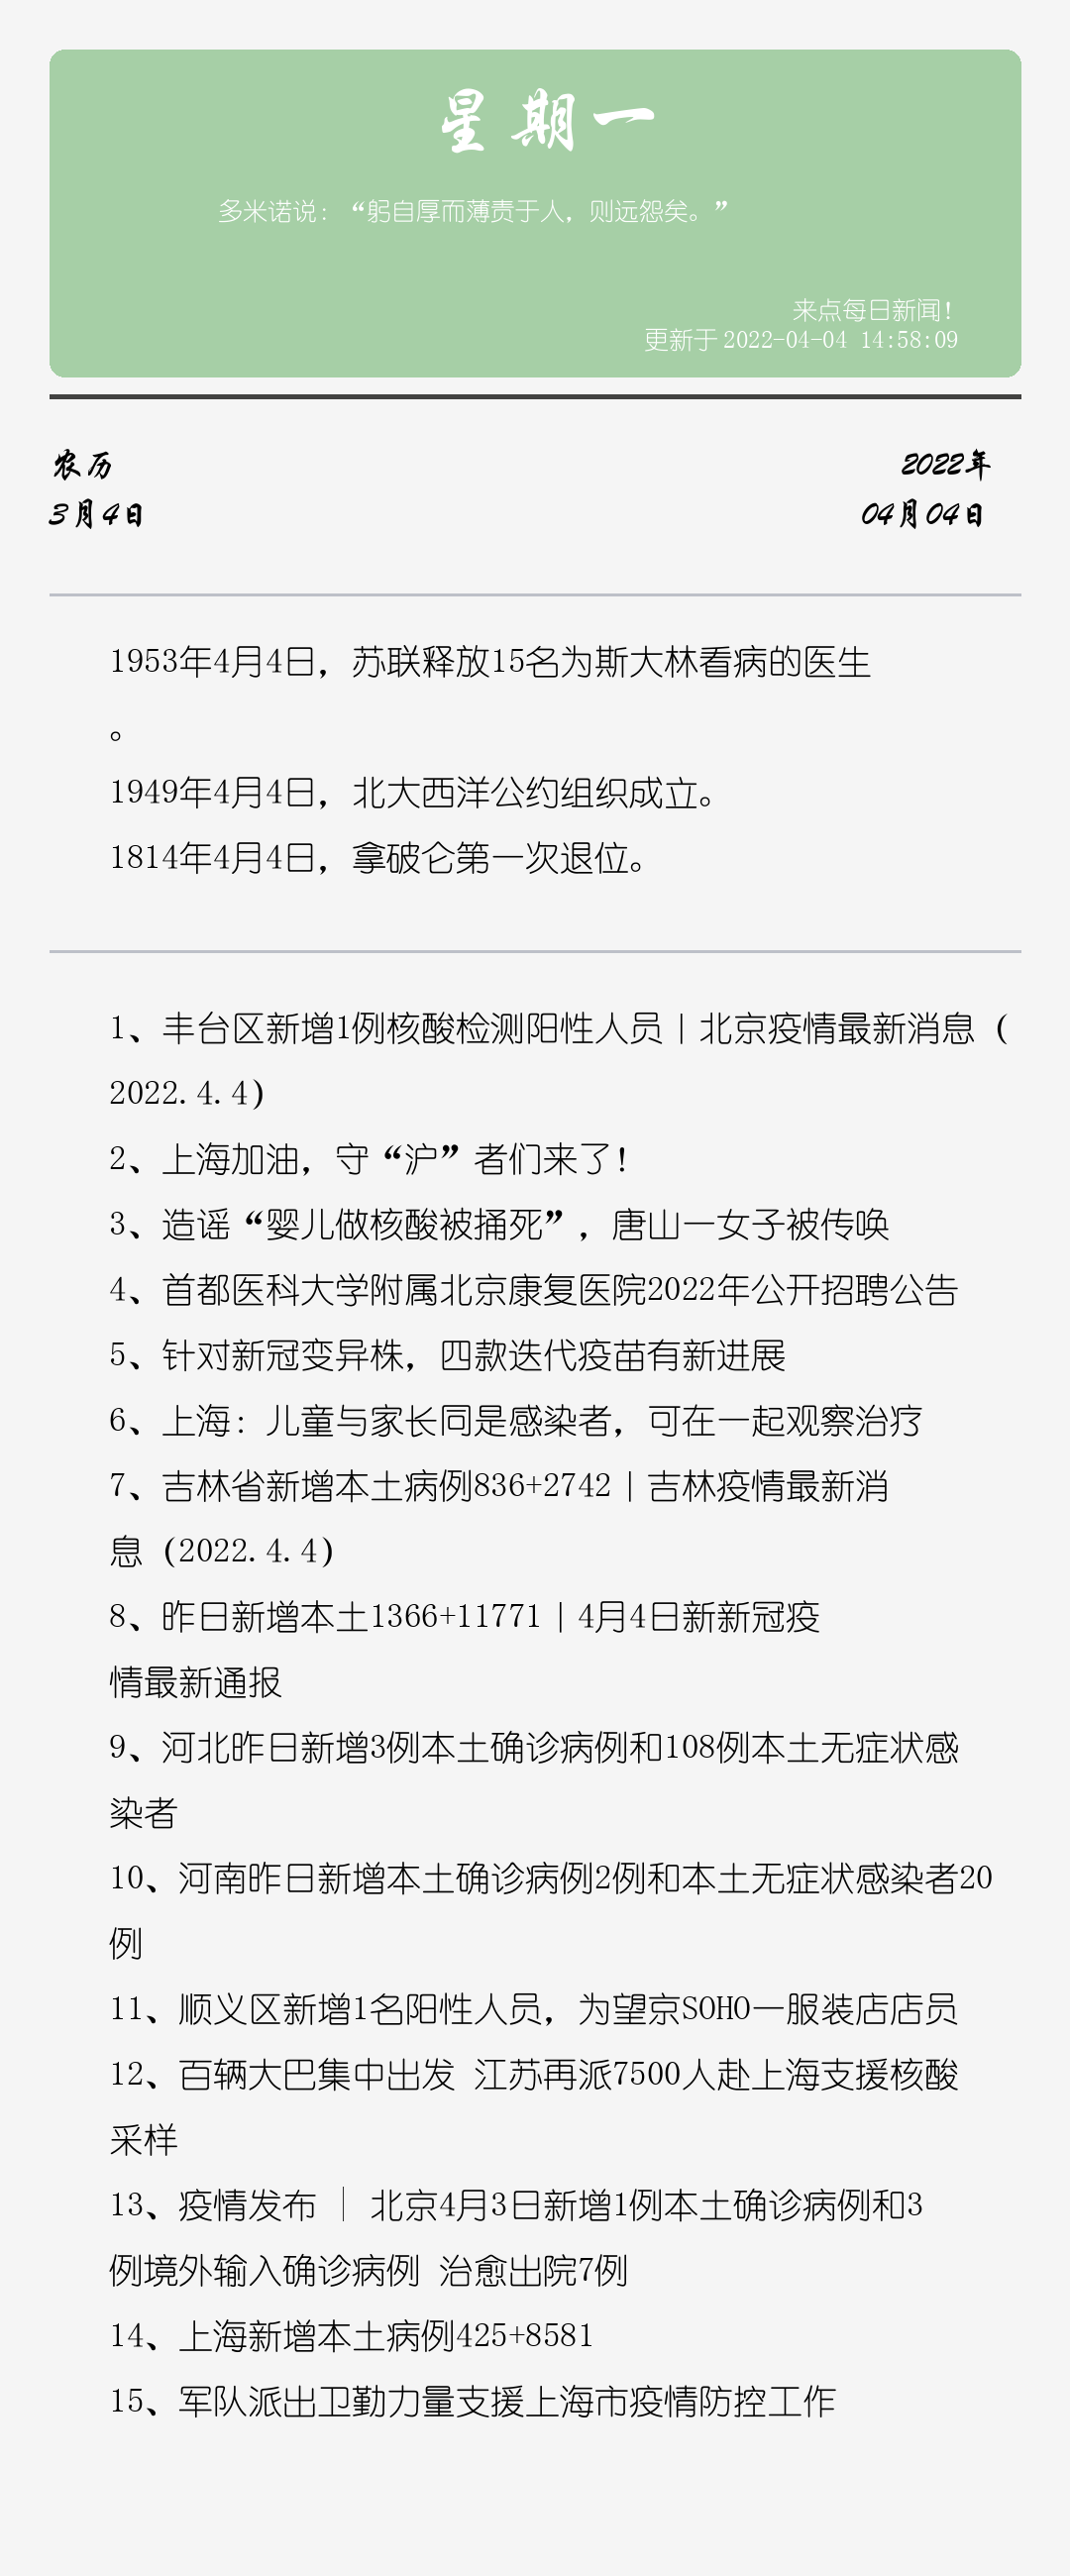 星期一
多米诺说：“躬自厚而薄责于人，则远怨矣。”
来点每日新闻！
更新于 2022-04-04 14:58:09
农历
2022年
3月4日
04月04日
1953年4月4日，苏联释放15名为斯大林看病的医生
。
1949年4月4日，北大西洋公约组织成立。
1814年4月4日，拿破仑第一次退位。
1、丰台区新增1例核酸检测阳性人员丨北京疫情最新消息（
2022.4.4）
2、上海加油，守“沪”者们来了！
3、造谣“婴儿做核酸被捅死”，唐山一女子被传唤
4、首都医科大学附属北京康复医院2022年公开招聘公告
5、针对新冠变异株，四款迭代疫苗有新进展
6、上海：儿童与家长同是感染者，可在一起观察治疗
7、吉林省新增本土病例836+2742丨吉林疫情最新消
息（2022.4.4）
8、昨日新增本土1366+11771丨4月4日新新冠疫
情最新通报
9、河北昨日新增3例本土确诊病例和108例本土无症状感
染者
10、河南昨日新增本土确诊病例2例和本土无症状感染者20
例
11、顺义区新增1名阳性人员，为望京SOHO一服装店店员
12、百辆大巴集中出发 江苏再派7500人赴上海支援核酸
采样
13、疫情发布 │ 北京4月3日新增1例本土确诊病例和3
例境外输入确诊病例 治愈出院7例
14、上海新增本土病例425+8581
15、军队派出卫勤力量支援上海市疫情防控工作